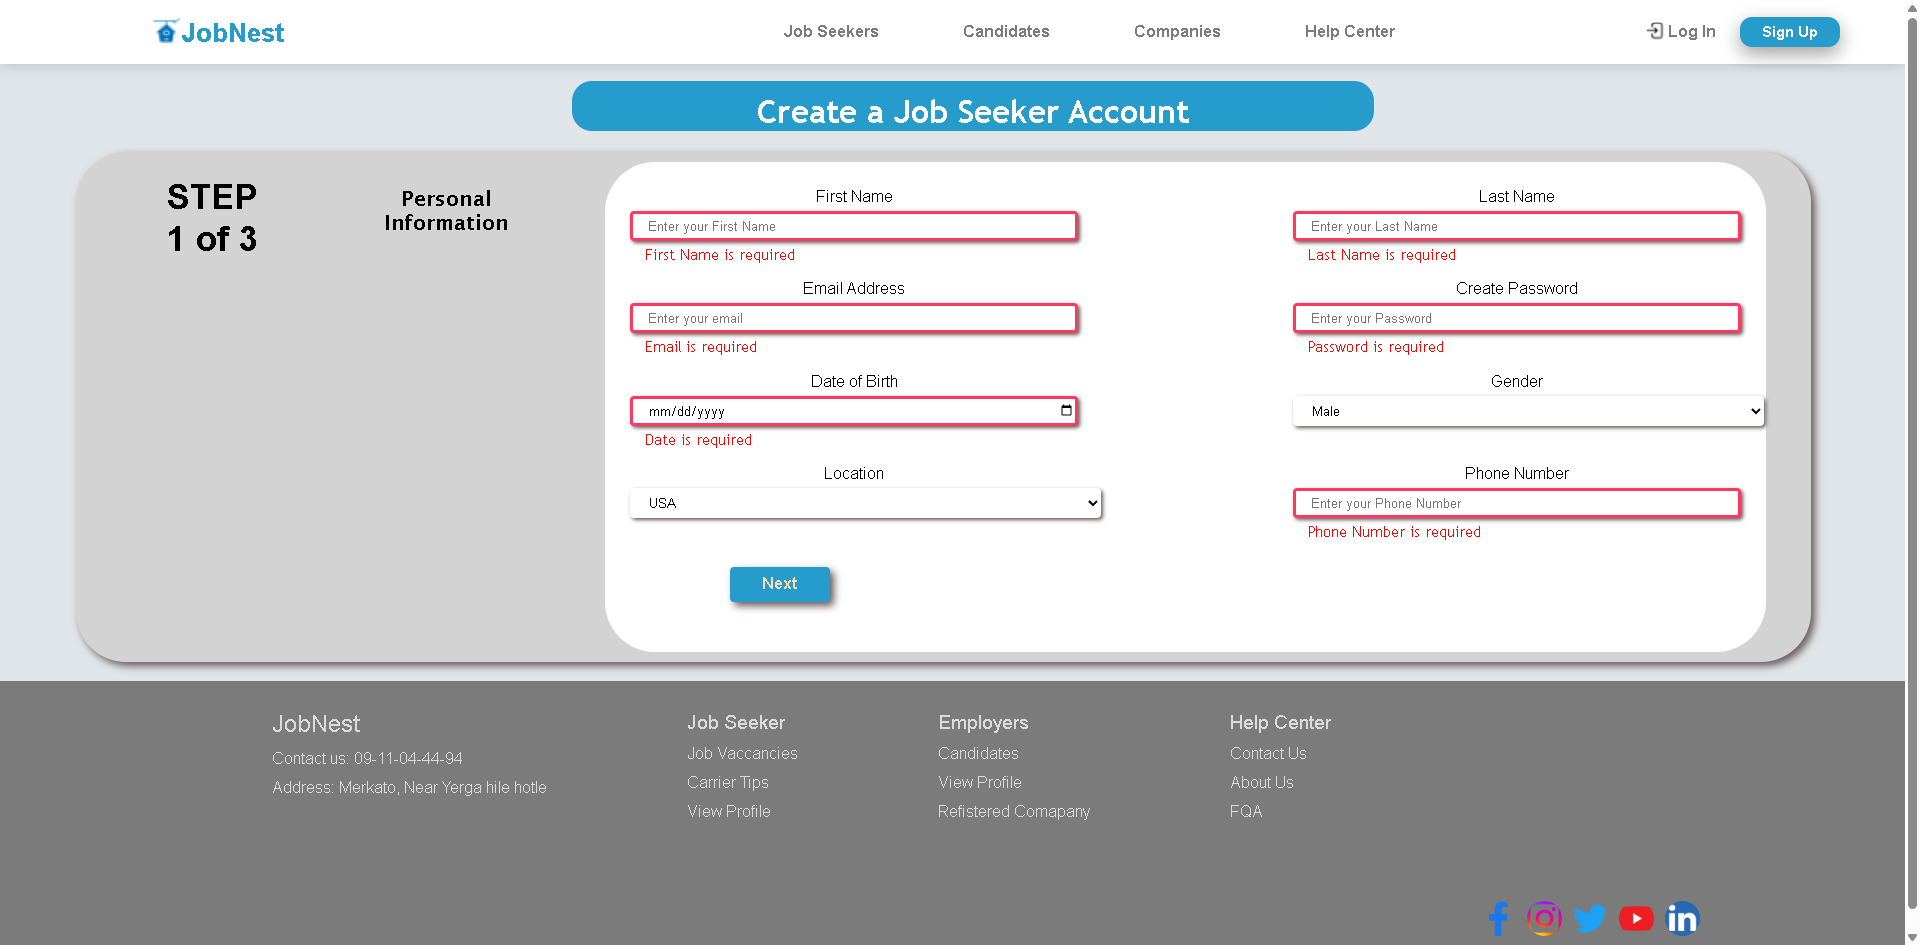 JobNest
Job Seekers Candidates Companies Help Center
Log In
Sign Up
Create a Job Seeker Account
STEP
1 of 3
Personal
Information
First Name
Enter your First Name
First Name is required
Last Name
Enter your Last Name
Last Name is required
Email Address
Enter your email
Email is required
Create Password
Enter your Password
Password is required
Date of Birth
mm/dd/yyyy
Date is required
Gender
Male
Location
USA
Phone Number
Enter your Phone Number
Phone Number is required
Next
JobNest
Contact us: 09-11-04-44-94
Address: Merkato, Near Yerga hile hotle
Job Seeker
Job Vaccancies
Carrier Tips
View Profile
Employers
Candidates
View Profile
Refistered Comapany
Help Center
Contact Us
About Us
FQA